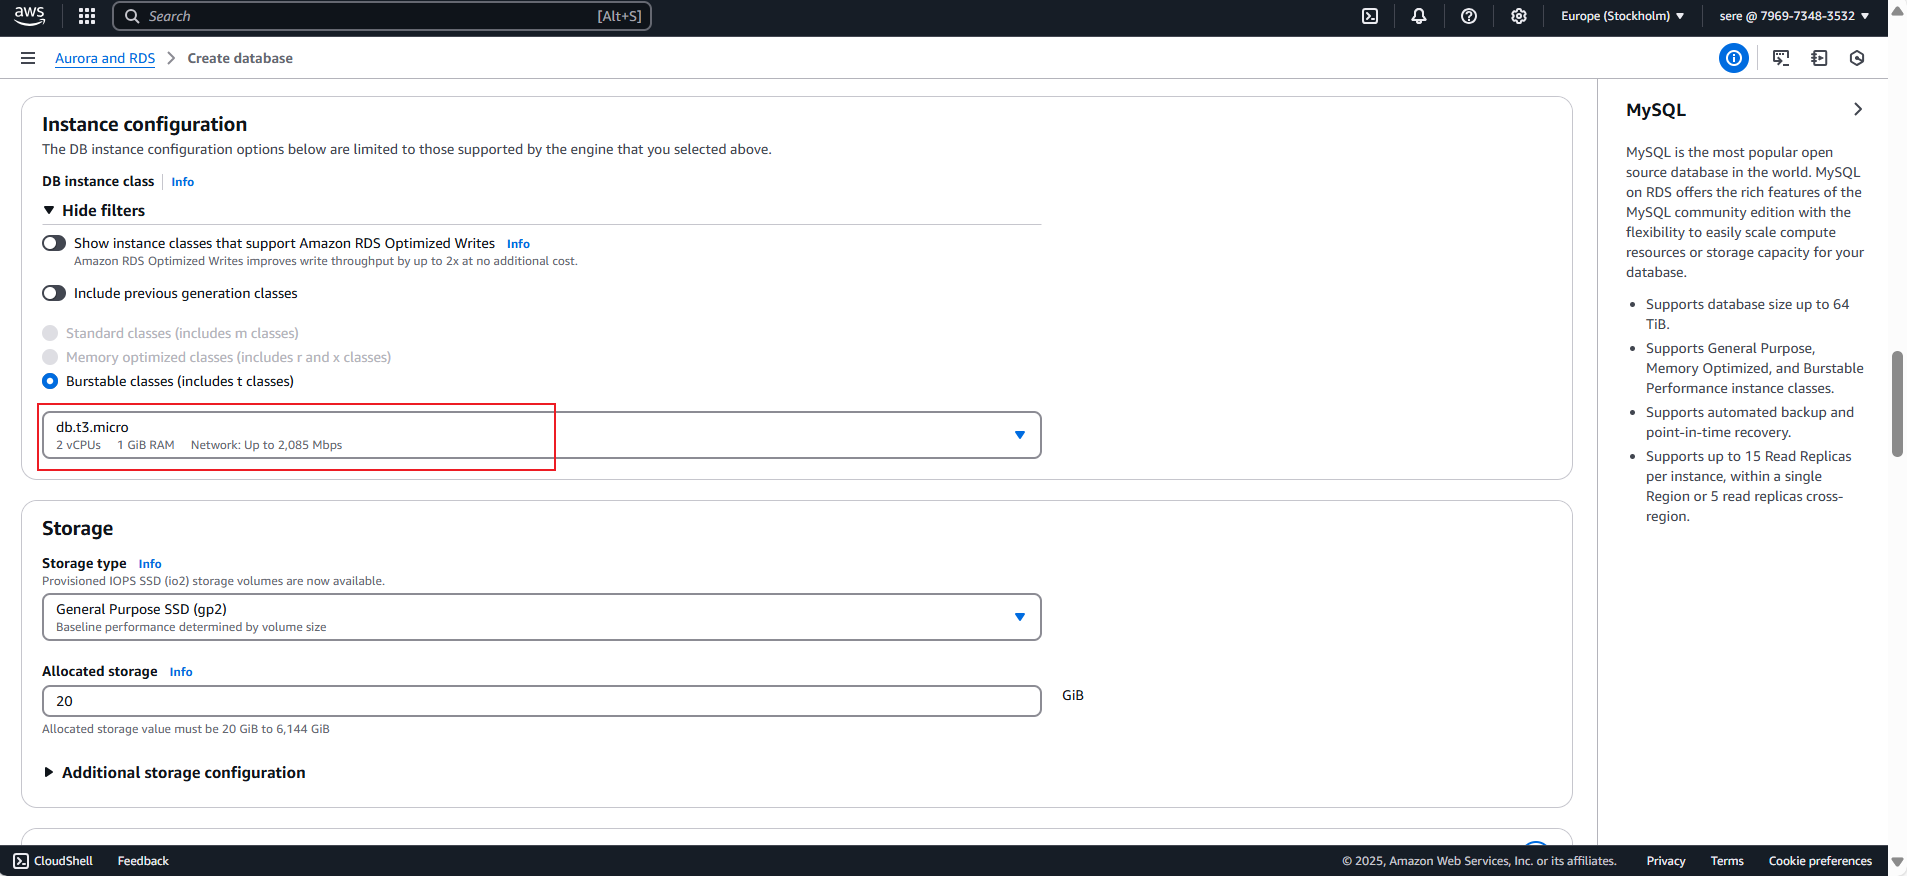 aws
Search
[Alt+S]
Europe (Stockholm)
sere @ 7969-7348-3532
Aurora and RDS
Create database
Instance configuration
The DB instance configuration options below are limited to those supported by the engine that you selected above.
DB instance class Info
Hide filters
Show instance classes that support Amazon RDS Optimized Writes Info
Amazon RDS Optimized Writes improves write throughput by up to 2x at no additional cost.
Include previous generation classes
Standard classes (includes m classes)
Memory optimized classes (includes r and x classes)
Burstable classes (includes t classes)
db.t3.micro
2 vCPUs 1 GiB RAM Network: Up to 2,085 Mbps
Storage
Storage type Info
Provisioned IOPS SSD (io2) storage volumes are now available.
General Purpose SSD (gp2)
Baseline performance determined by volume size
Allocated storage Info
20
GiB
Allocated storage value must be 20 GiB to 6,144 GiB
Additional storage configuration
MySQL
MySQL is the most popular open
source database in the world. MySQL
on RDS offers the rich features of the
MySQL community edition with the
flexibility to easily scale compute
resources or storage capacity for your
database.
Supports database size up to 64
TiB.
Supports General Purpose,
Memory Optimized, and Burstable
Performance instance classes.
Supports automated backup and
point-in-time recovery.
Supports up to 15 Read Replicas
per instance, within a single
Region or 5 read replicas cross-
region.
CloudShell
Feedback
© 2025, Amazon Web Services, Inc. or its affiliates.
Privacy
Terms
Cookie preferences